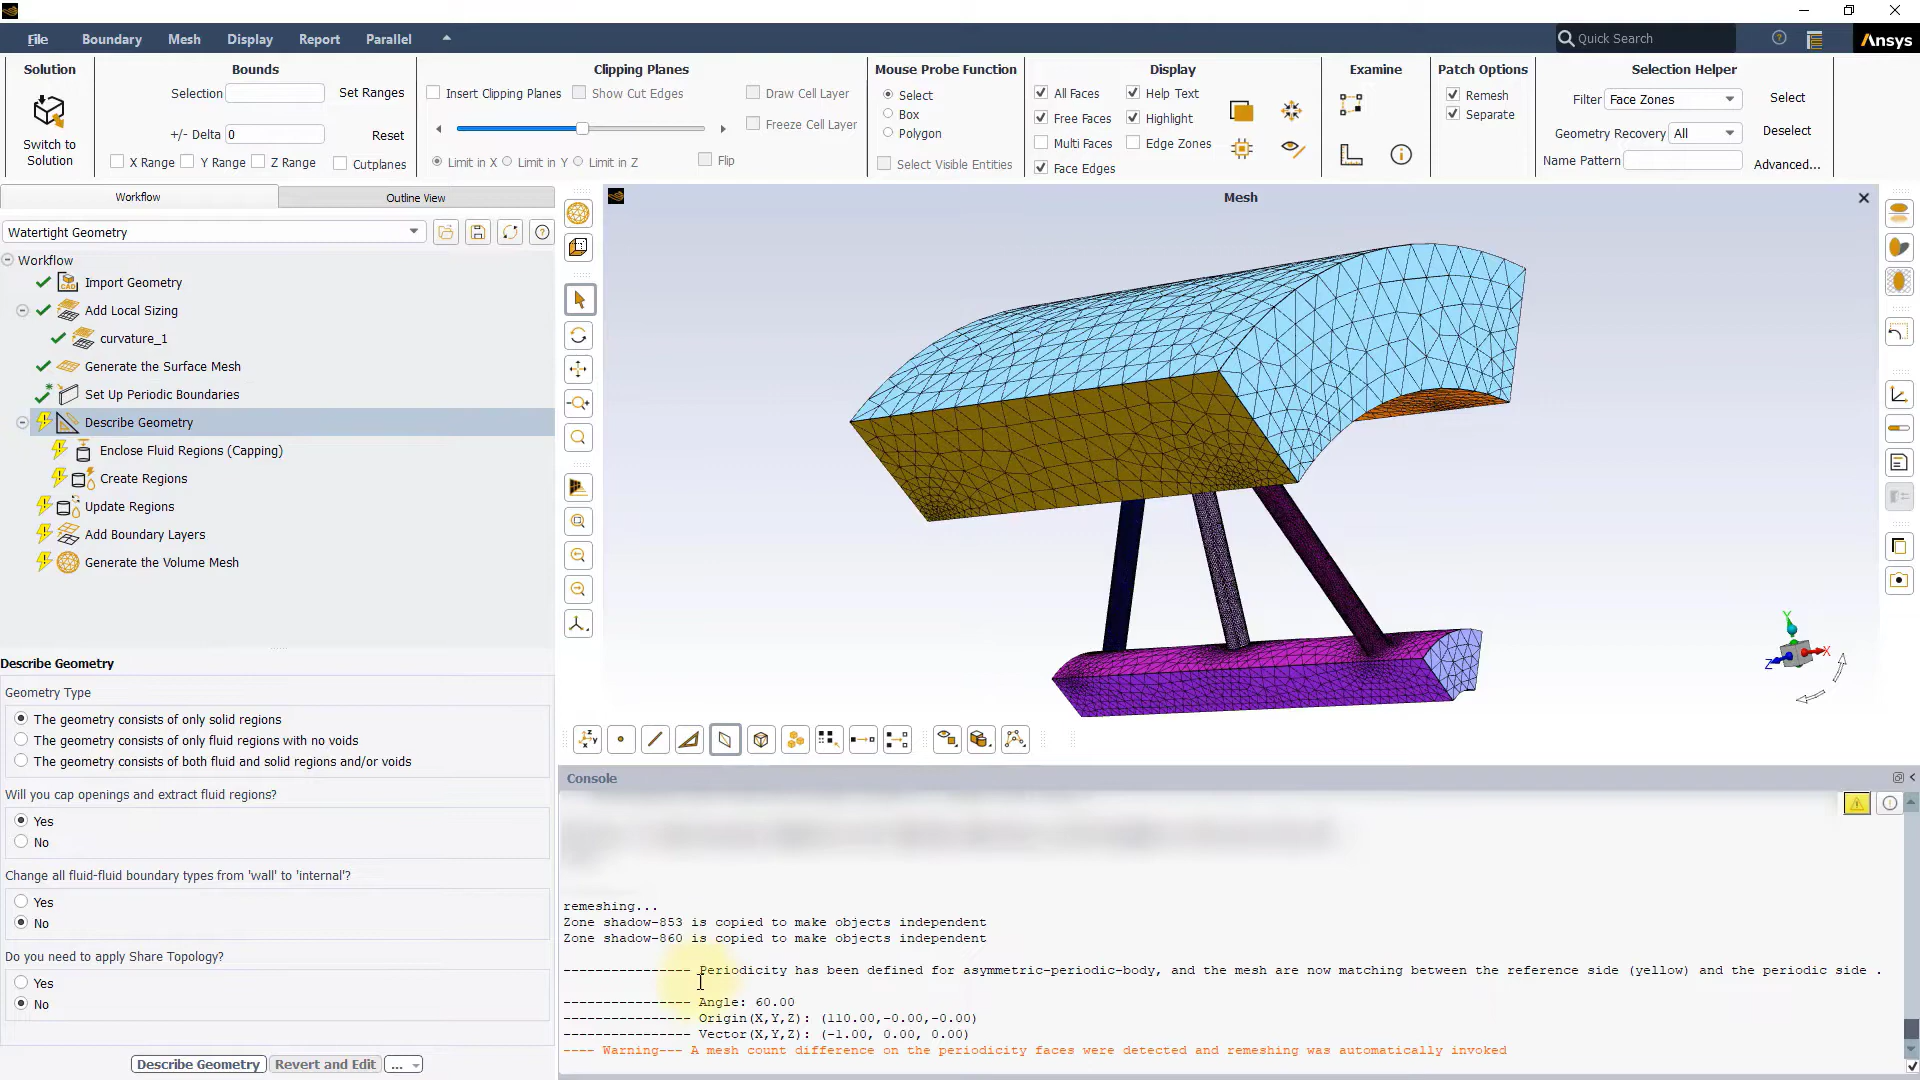 File
Boundary
Mesh
Display
Report
Parallel
Quick Search
Ansys
Solution
Switch to
Solution
Bounds
Selection
Set Ranges
+/- Delta 0
Reset
X Range
Y Range
Z Range
Cutplanes
Clipping Planes
Insert Clipping Planes
Show Cut Edges
Draw Cell Layer
Freeze Cell Layer
Limit in X
Limit in Y
Limit in Z
Flip
Mouse Probe Function
Select
Box
Polygon
Select Visible Entities
Display
All Faces
Help Text
Free Faces
Highlight
Multi Faces
Edge Zones
Face Edges
Examine
Patch Options
Remesh
Separate
Selection Helper
Filter Face Zones
Select
Geometry Recovery All
Deselect
Name Pattern
Advanced...
Workflow
Outline View
Watertight Geometry
Workflow
Import Geometry
Add Local Sizing
curvature_1
Generate the Surface Mesh
Set Up Periodic Boundaries
Describe Geometry
Enclose Fluid Regions (Capping)
Create Regions
Update Regions
Add Boundary Layers
Generate the Volume Mesh
Describe Geometry
Geometry Type
The geometry consists of only solid regions
The geometry consists of only fluid regions with no voids
The geometry consists of both fluid and solid regions and/or voids
Will you cap openings and extract fluid regions?
Yes
No
Change all fluid-fluid boundary types from 'wall' to 'internal'?
Yes
No
Do you need to apply Share Topology?
Yes
No
Describe Geometry
Revert and Edit
...
Mesh
Y
X
Z
Console
remeshing...
Zone shadow-853 is copied to make objects independent
Zone shadow-860 is copied to make objects independent
---------------- Periodicity has been defined for asymmetric-periodic-body, and the mesh are now matching between the reference side (yellow) and the periodic side .
---------------- Angle: 60.00
---------------- Origin(X,Y,Z): (110.00,-0.00,-0.00)
---------------- Vector(X,Y,Z): (-1.00, 0.00, 0.00)
---- Warning--- A mesh count difference on the periodicity faces were detected and remeshing was automatically invoked